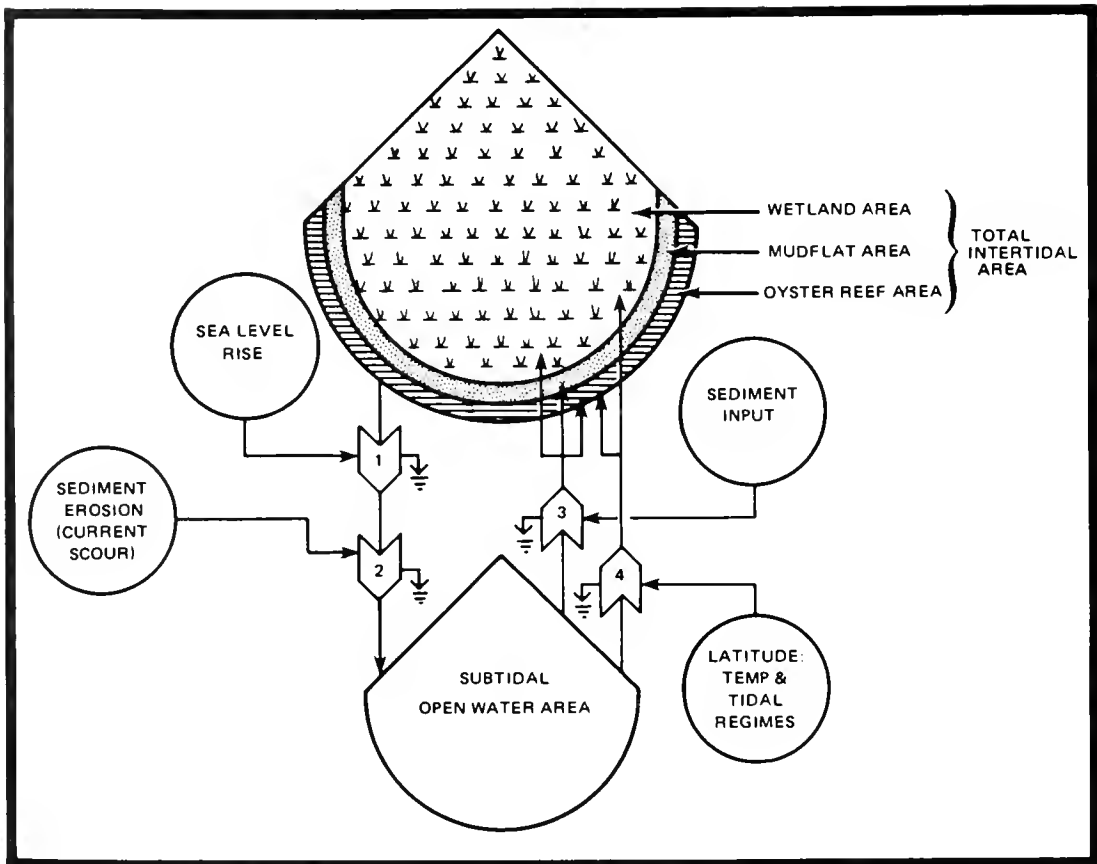 WETLAND AREA
MUDFLAT AREA
OYSTER REEF AREA
TOTAL
INTERTIDAL
AREA
SEA LEVEL
RISE
SEDIMENT
INPUT
SEDIMENT
EROSION
(CURRENT
SCOUR)
1
2
3
4
SUBTIDAL
OPEN WATER AREA
LATITUDE:
TEMP &
TIDAL
REGIMES